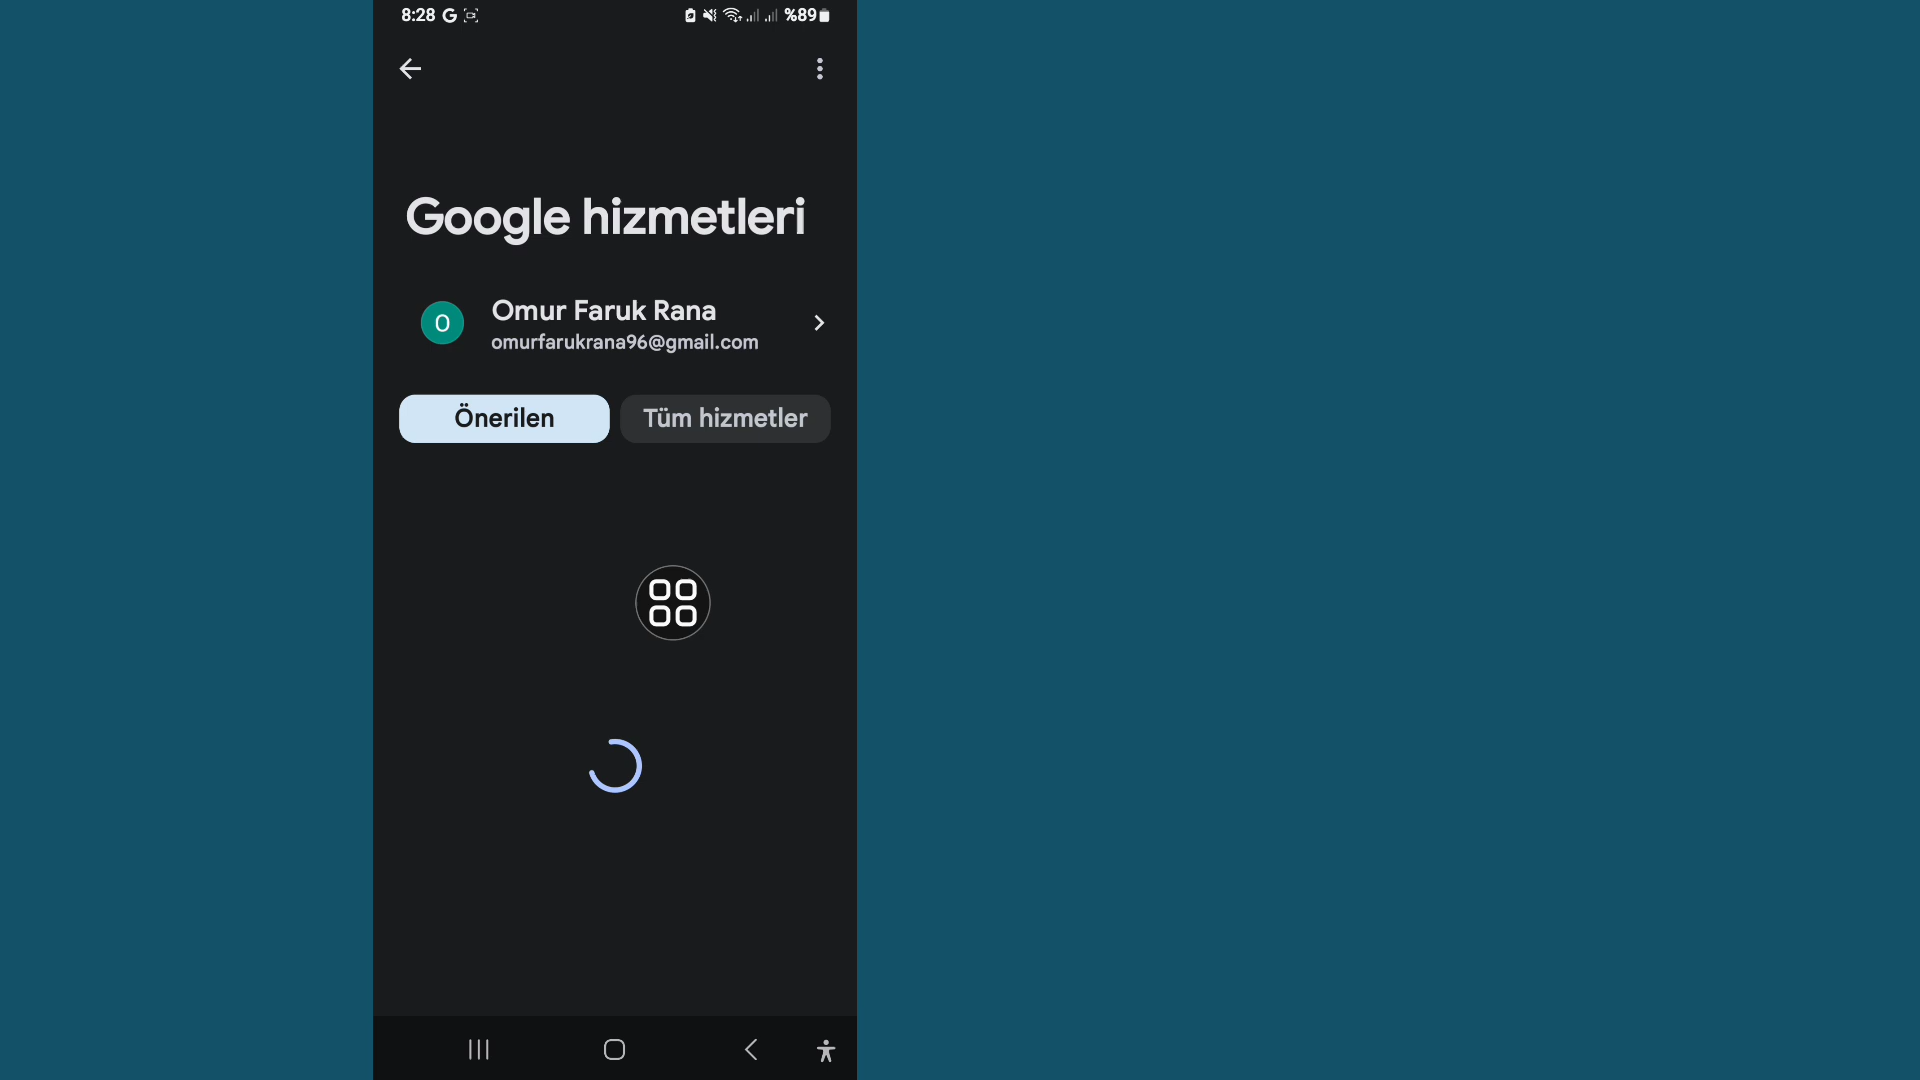 8:28 G %89
Google hizmetleri
O
Omur Faruk Rana
omurfarukrana96@gmail.com
Önerilen
Tüm hizmetler